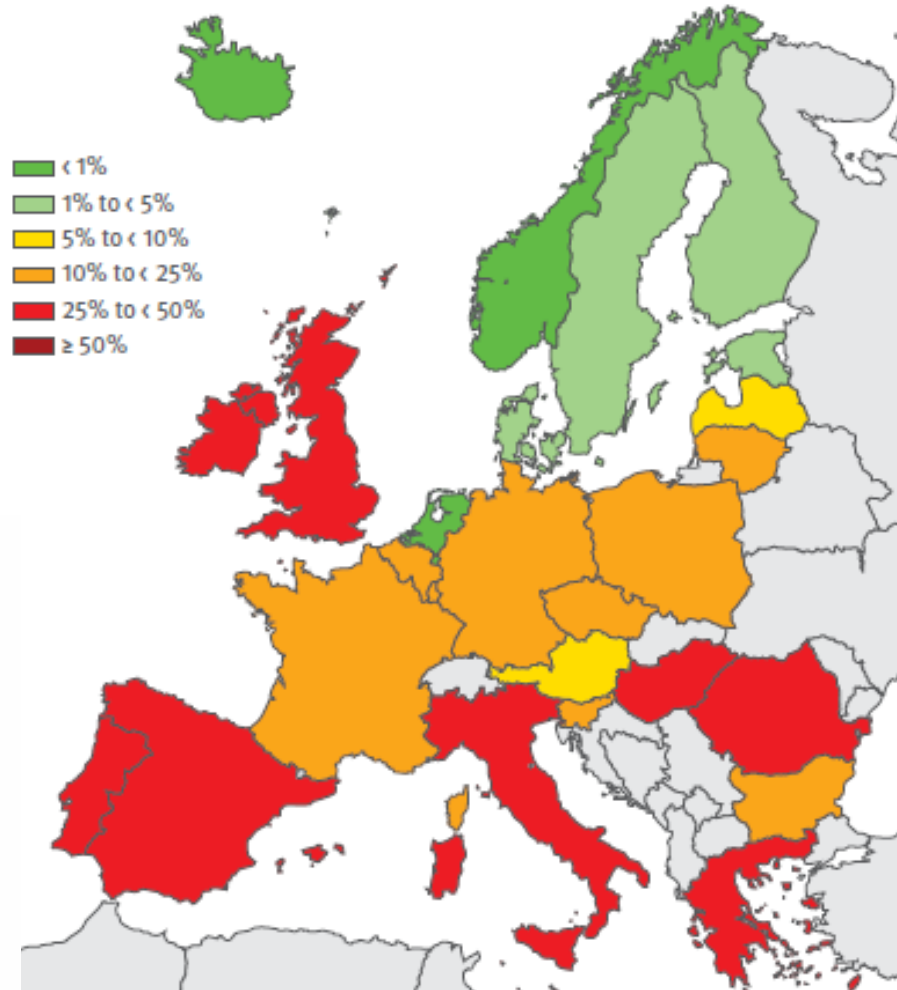 < 1%
1% to < 5%
5% to < 10%
10% to < 25%
25% to < 50%
≥ 50%